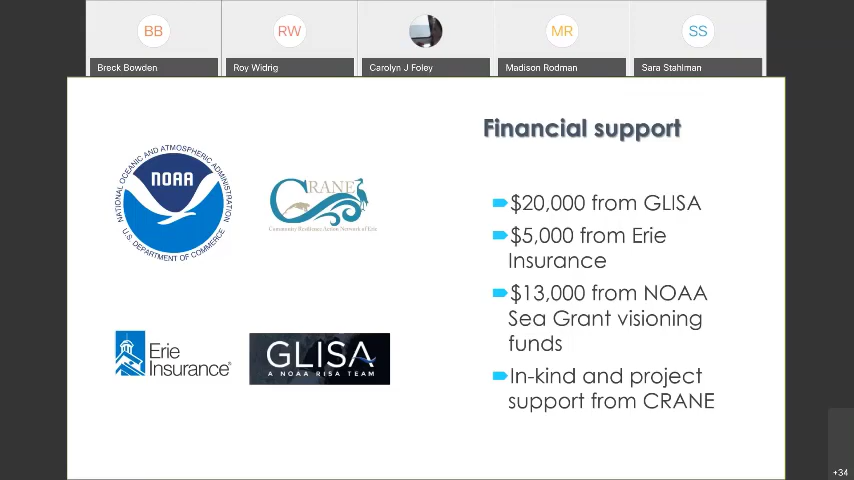 BB
RW
MR
SS
Breck Bowden
Roy Widrig
Carolyn J Foley
Madison Rodman
Sara Stahlman
Financial support
NATIONAL OCEANIC AND ATMOSPHERIC ADMINISTRATION
NOAA
U.S. DEPARTMENT OF COMMERCE
CRANE
Community Resilience Action Network of Erie
Erie
Insurance®
GLISA
A NOAA RISA TEAM
$20,000 from GLISA
$5,000 from Erie
Insurance
$13,000 from NOAA
Sea Grant visioning
funds
In-kind and project
support from CRANE
+34